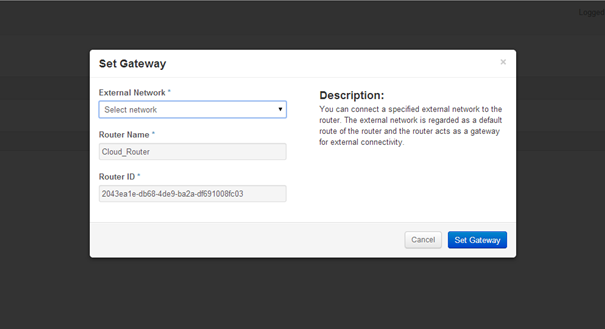 Logged
Set Gateway
×
External Network *
Select network
Router Name *
Cloud_Router
Router ID *
2043ea1e-db68-4de9-ba2a-df691008fc03
Description:
You can connect a specified external network to the
router. The external network is regarded as a default
route of the router and the router acts as a gateway
for external connectivity.
Cancel
Set Gateway